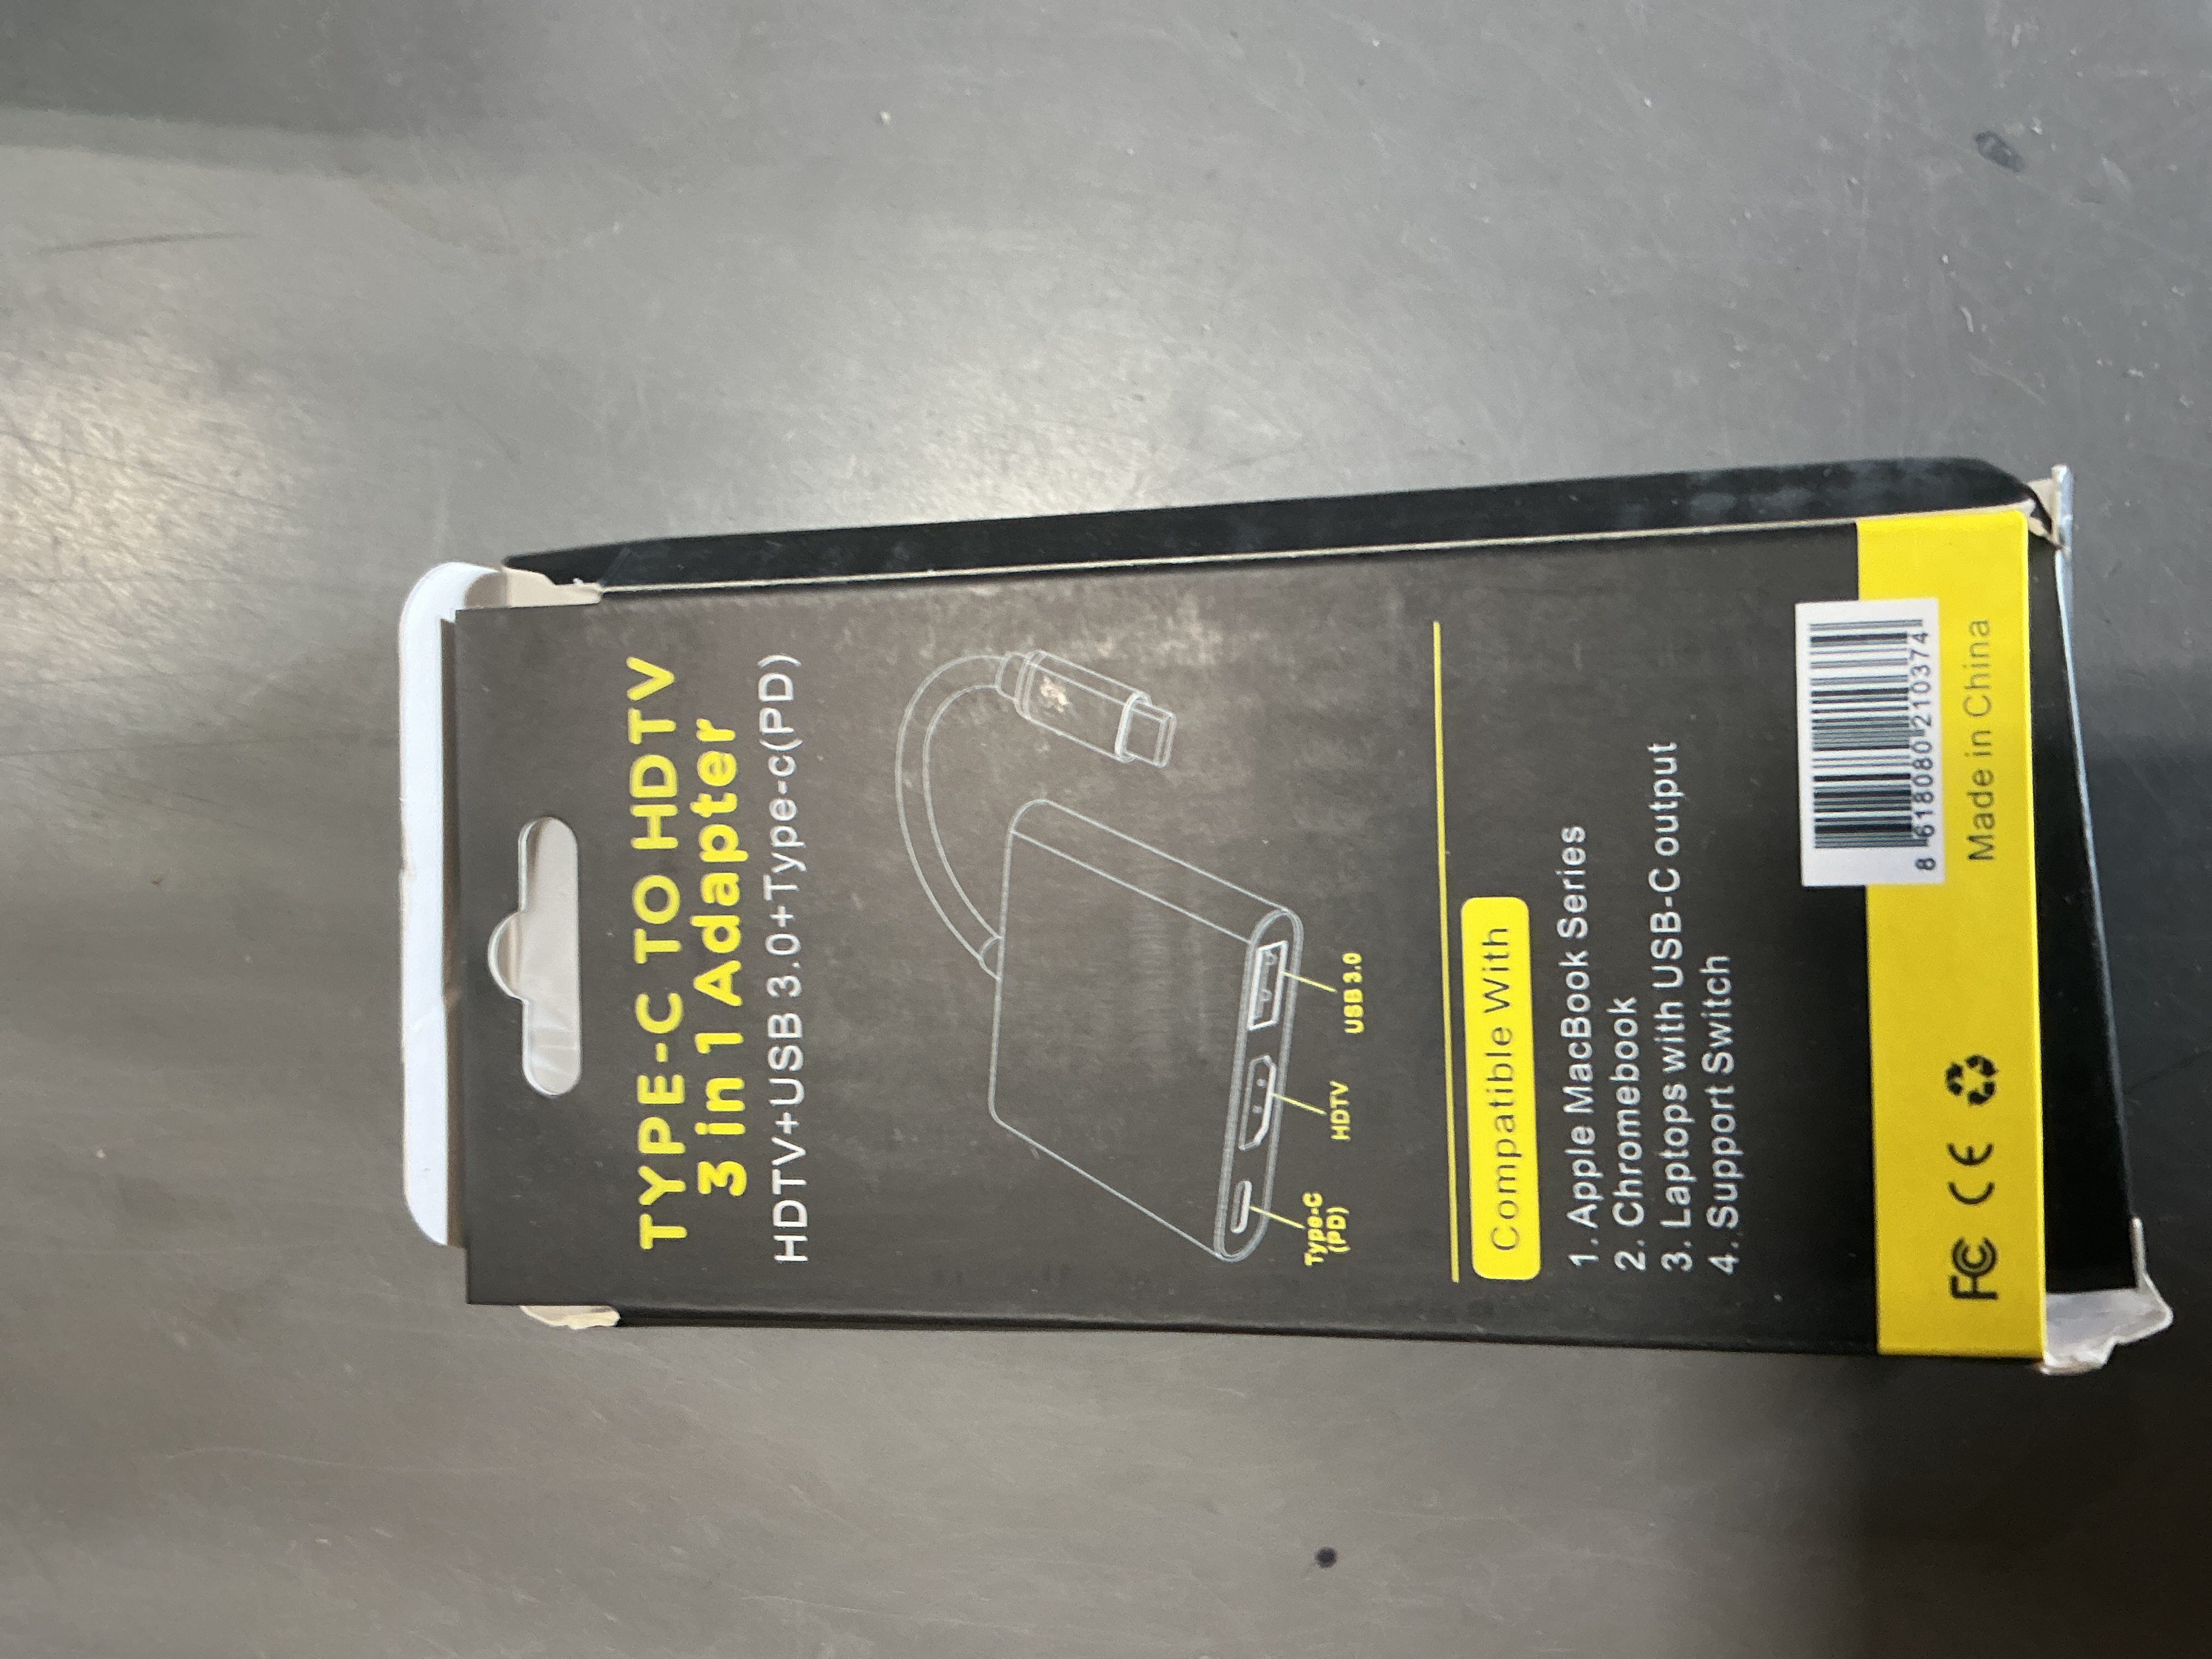 TYPE-C TO HDTV
3 in 1 Adapter
HDTV+USB 3.0+Type-c(PD)
Type-C
(PD)
HDTV
USB 3.0
Compatible With
1. Apple MacBook Series
2. Chromebook
3. Laptops with USB-C output
4. Support Switch
8 618080 210374
FC CE
Made in China